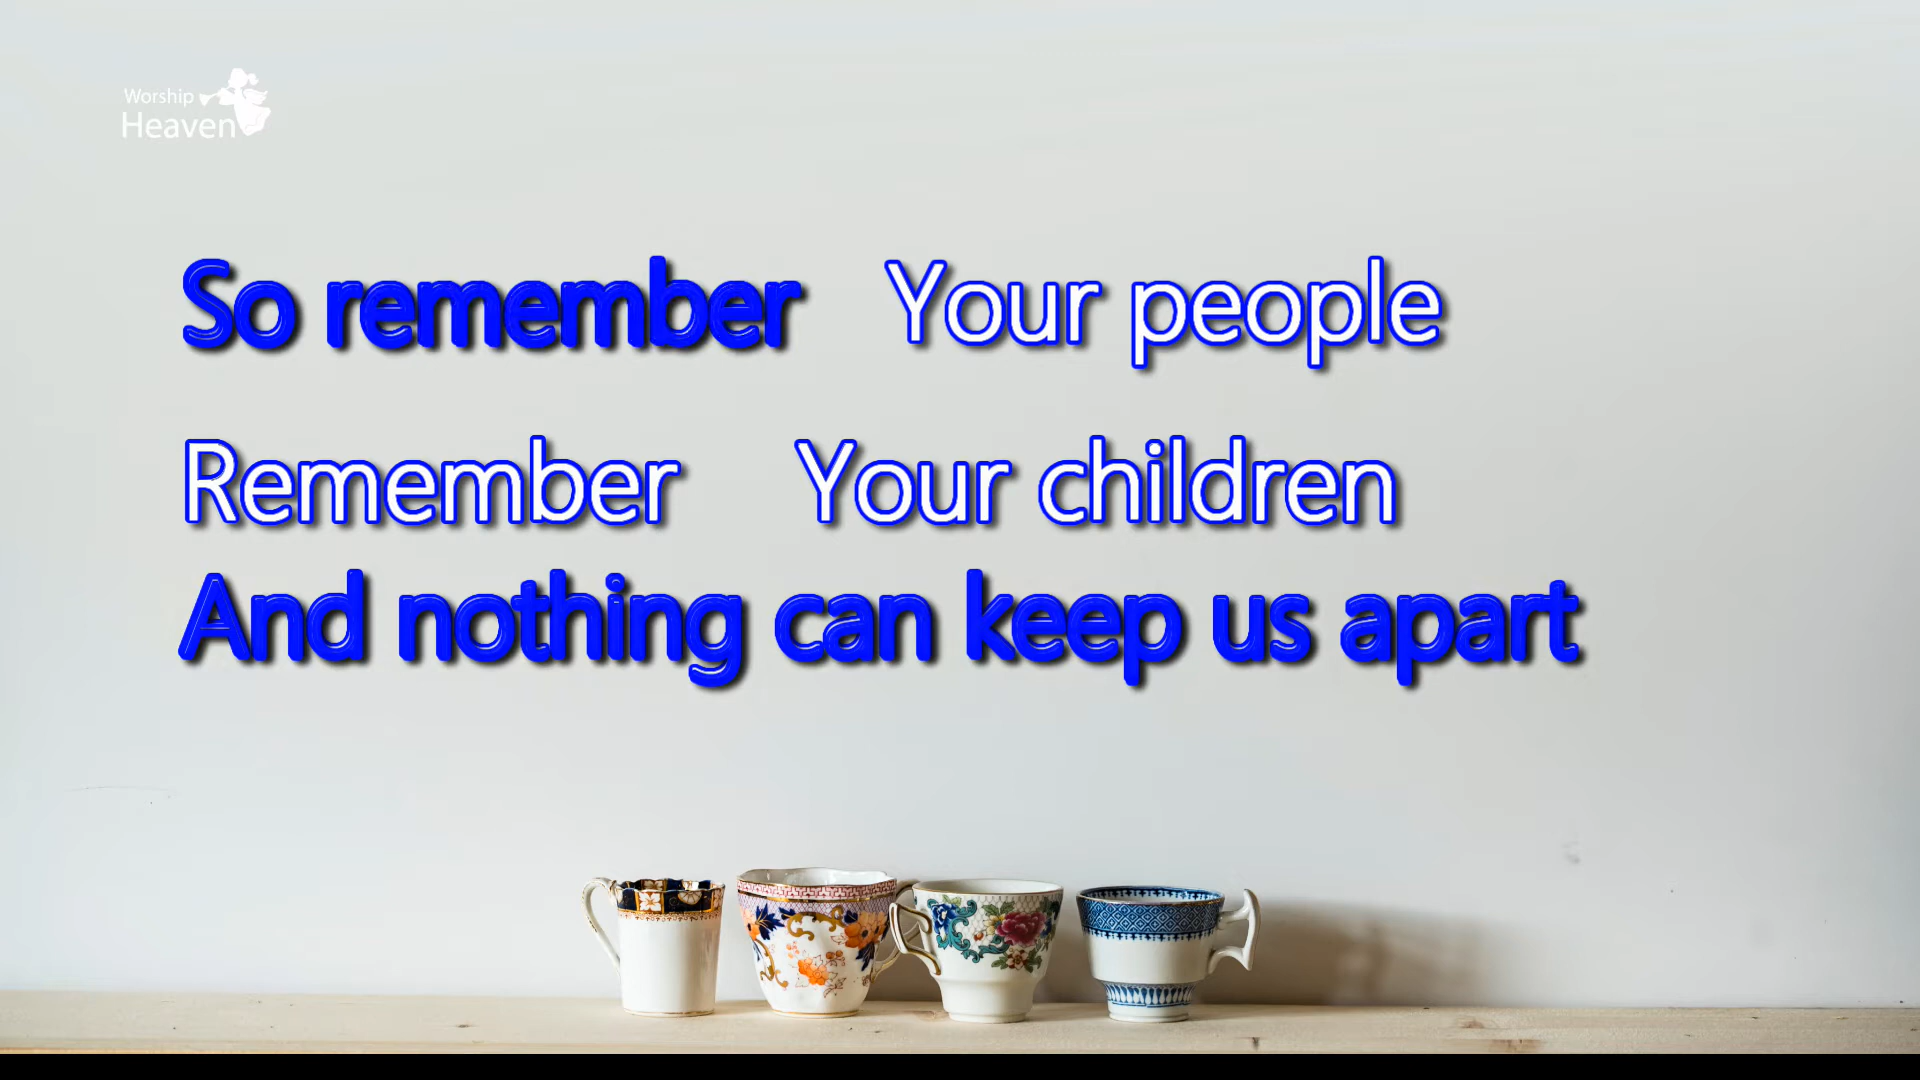 Worship
Heaven
So remember Your people
Remember Your children
And nothing can keep us apart